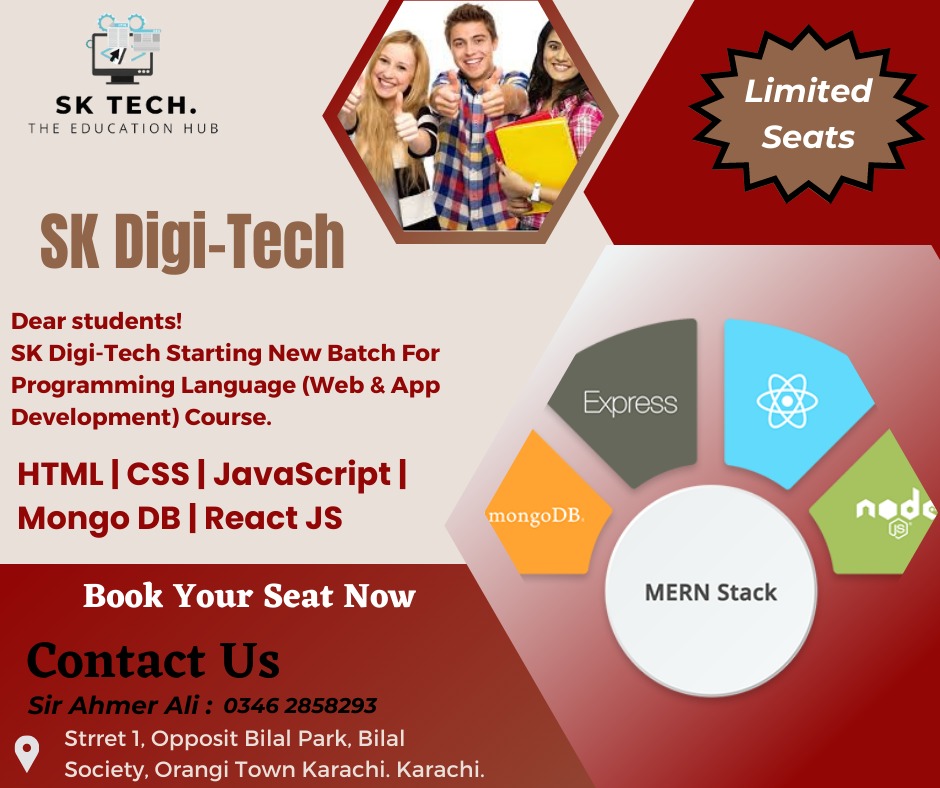 SK TECH.
THE EDUCATION HUB
Limited
Seats
SK Digi-Tech
Dear students!
SK Digi-Tech Starting New Batch For
Programming Language (Web & App
Development) Course.
HTML | CSS | JavaScript |
Mongo DB | React JS
Express
mongoDB.
node
JS
MERN Stack
Book Your Seat Now
Contact Us
Sir Ahmer Ali : 0346 2858293
Strret 1, Opposit Bilal Park, Bilal
Society, Orangi Town Karachi. Karachi.